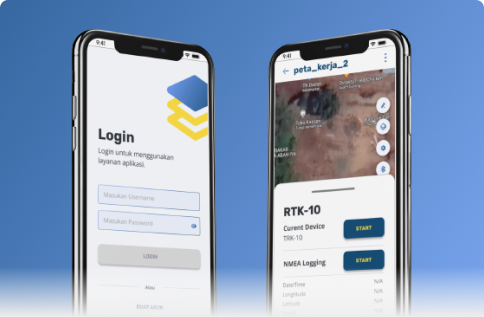 9:41
Login
Login untuk menggunakan
layanan aplikasi.
Masukan Username
Masukan Password
LOGIN
Atau
9:41
peta_kerja_2
RTK-10
Curent Device
TRK-10
START
NMEA Logging
START
Date/Time N/A
Longitude N/A
N/A